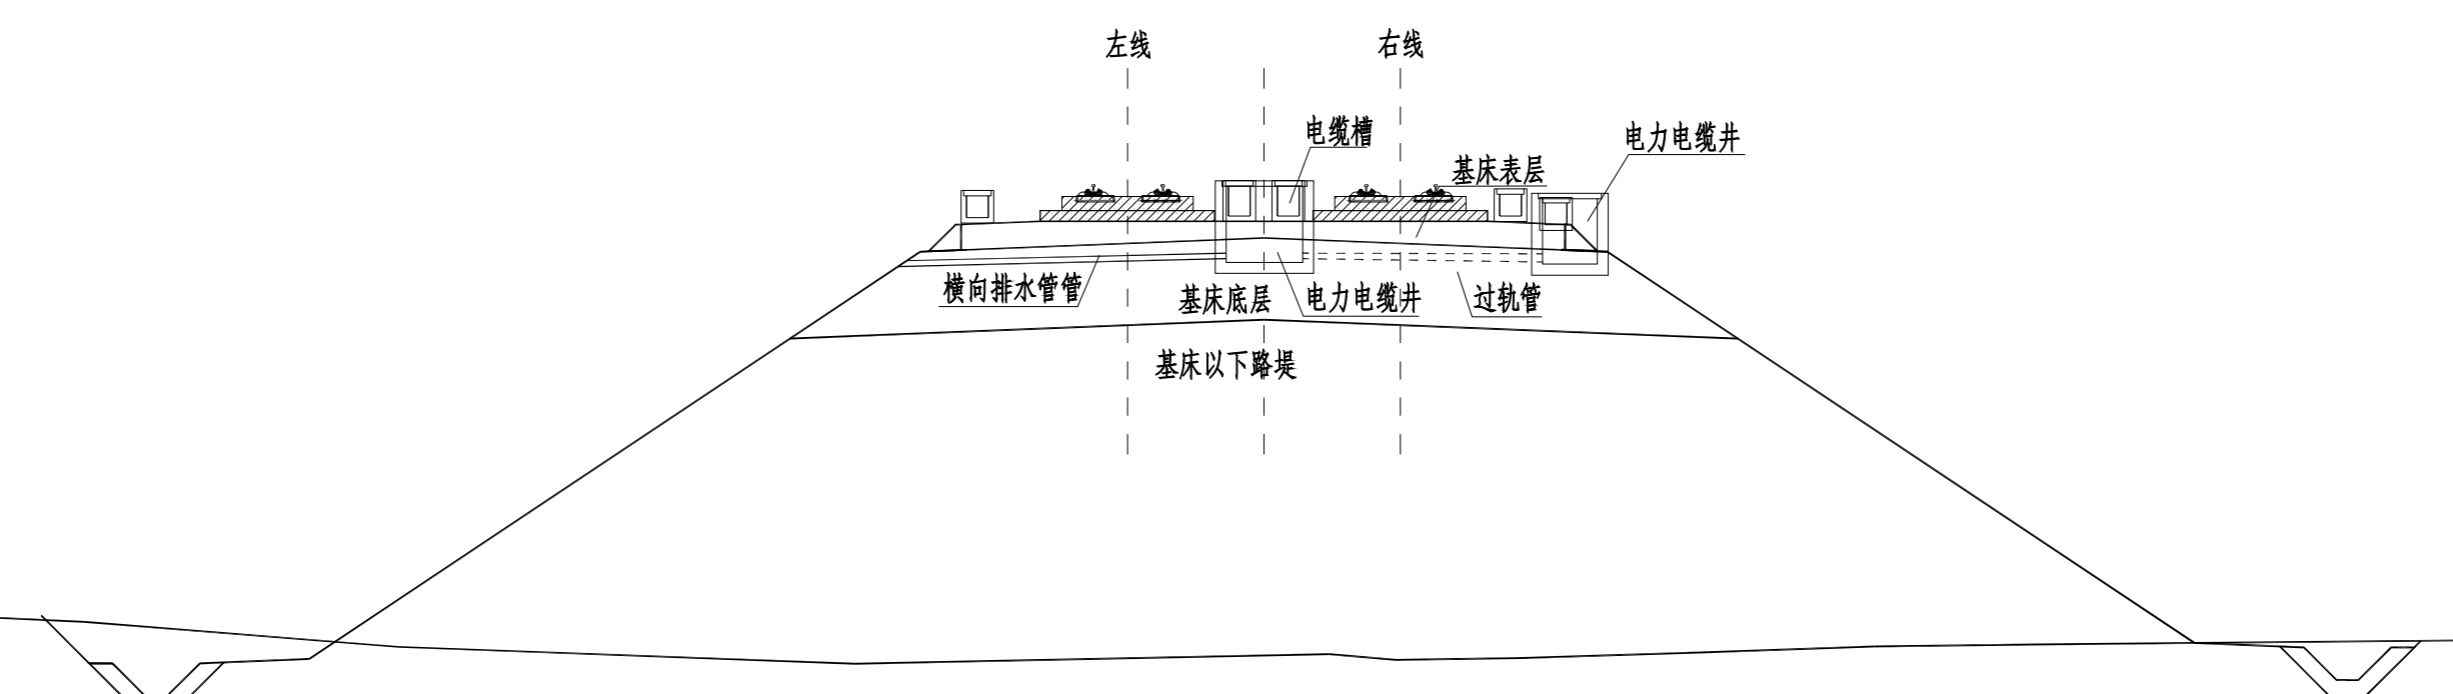 左线
右线
电缆槽
电力电缆井
基床表层
横向排水管管
基床底层
电力电缆井
过轨管
基床以下路堤